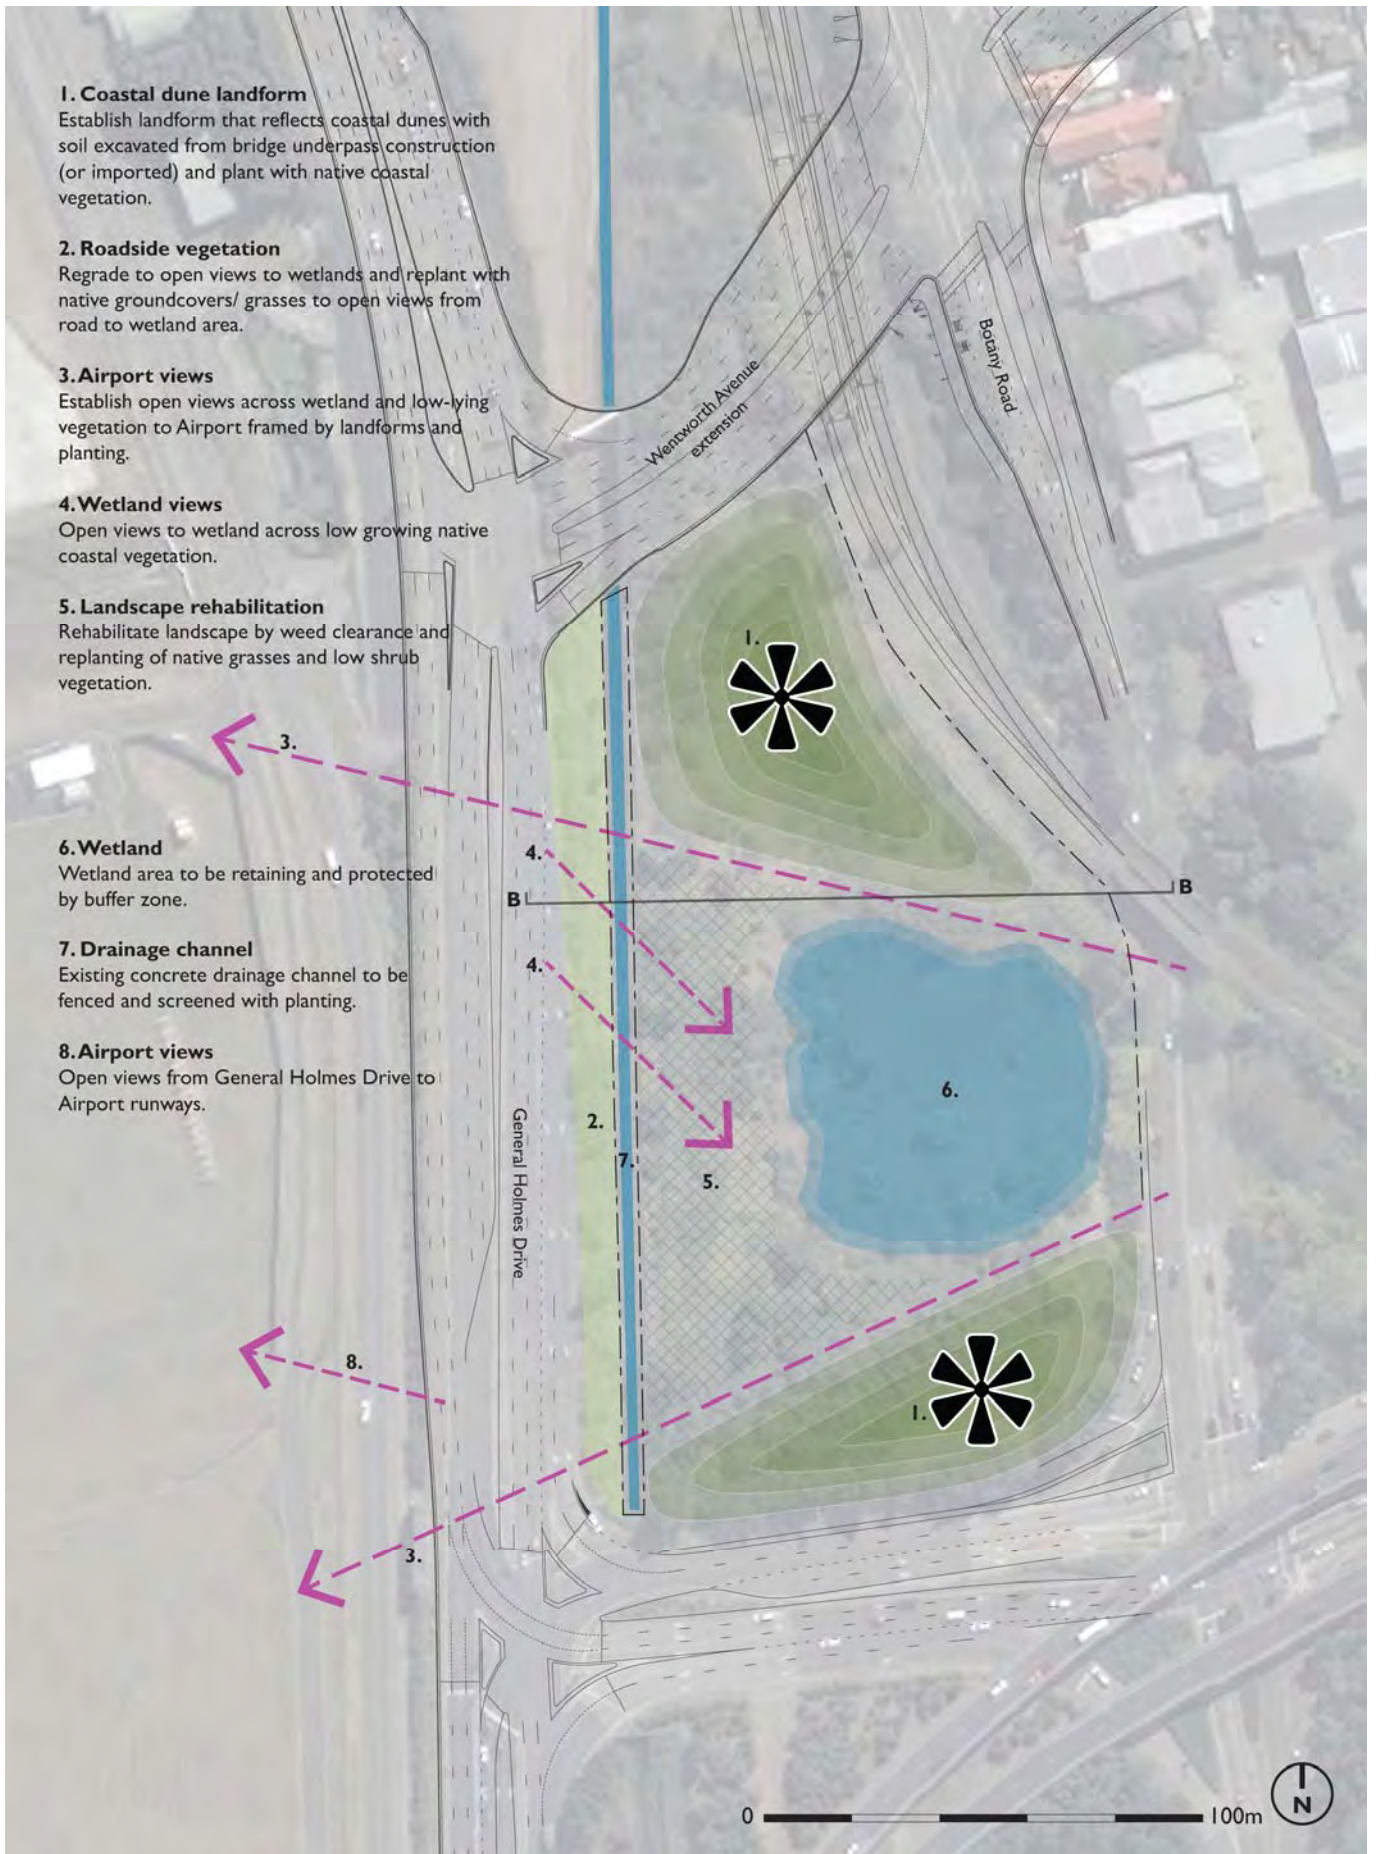 1. Coastal dune landform
Establish landform that reflects coastal dunes with
soil excavated from bridge underpass construction
(or imported) and plant with native coastal
vegetation.
2. Roadside vegetation
Regrade to open views to wetlands and replant with
native groundcovers/ grasses to open views from
road to wetland area.
3. Airport views
Establish open views across wetland and low-lying
vegetation to Airport framed by landforms and
planting.
4. Wetland views
Open views to wetland across low growing native
coastal vegetation.
5. Landscape rehabilitation
Rehabilitate landscape by weed clearance and
replanting of native grasses and low shrub
vegetation.
6. Wetland
Wetland area to be retaining and protected
by buffer zone.
7. Drainage channel
Existing concrete drainage channel to be
fenced and screened with planting.
8. Airport views
Open views from General Holmes Drive to
Airport runways.
Botany Road
Wentworth Avenue
extension
1.
3.
4.
B
B
4.
6.
2.
7.
5.
General Holmes Drive
8.
1.
3.
0
100m
N